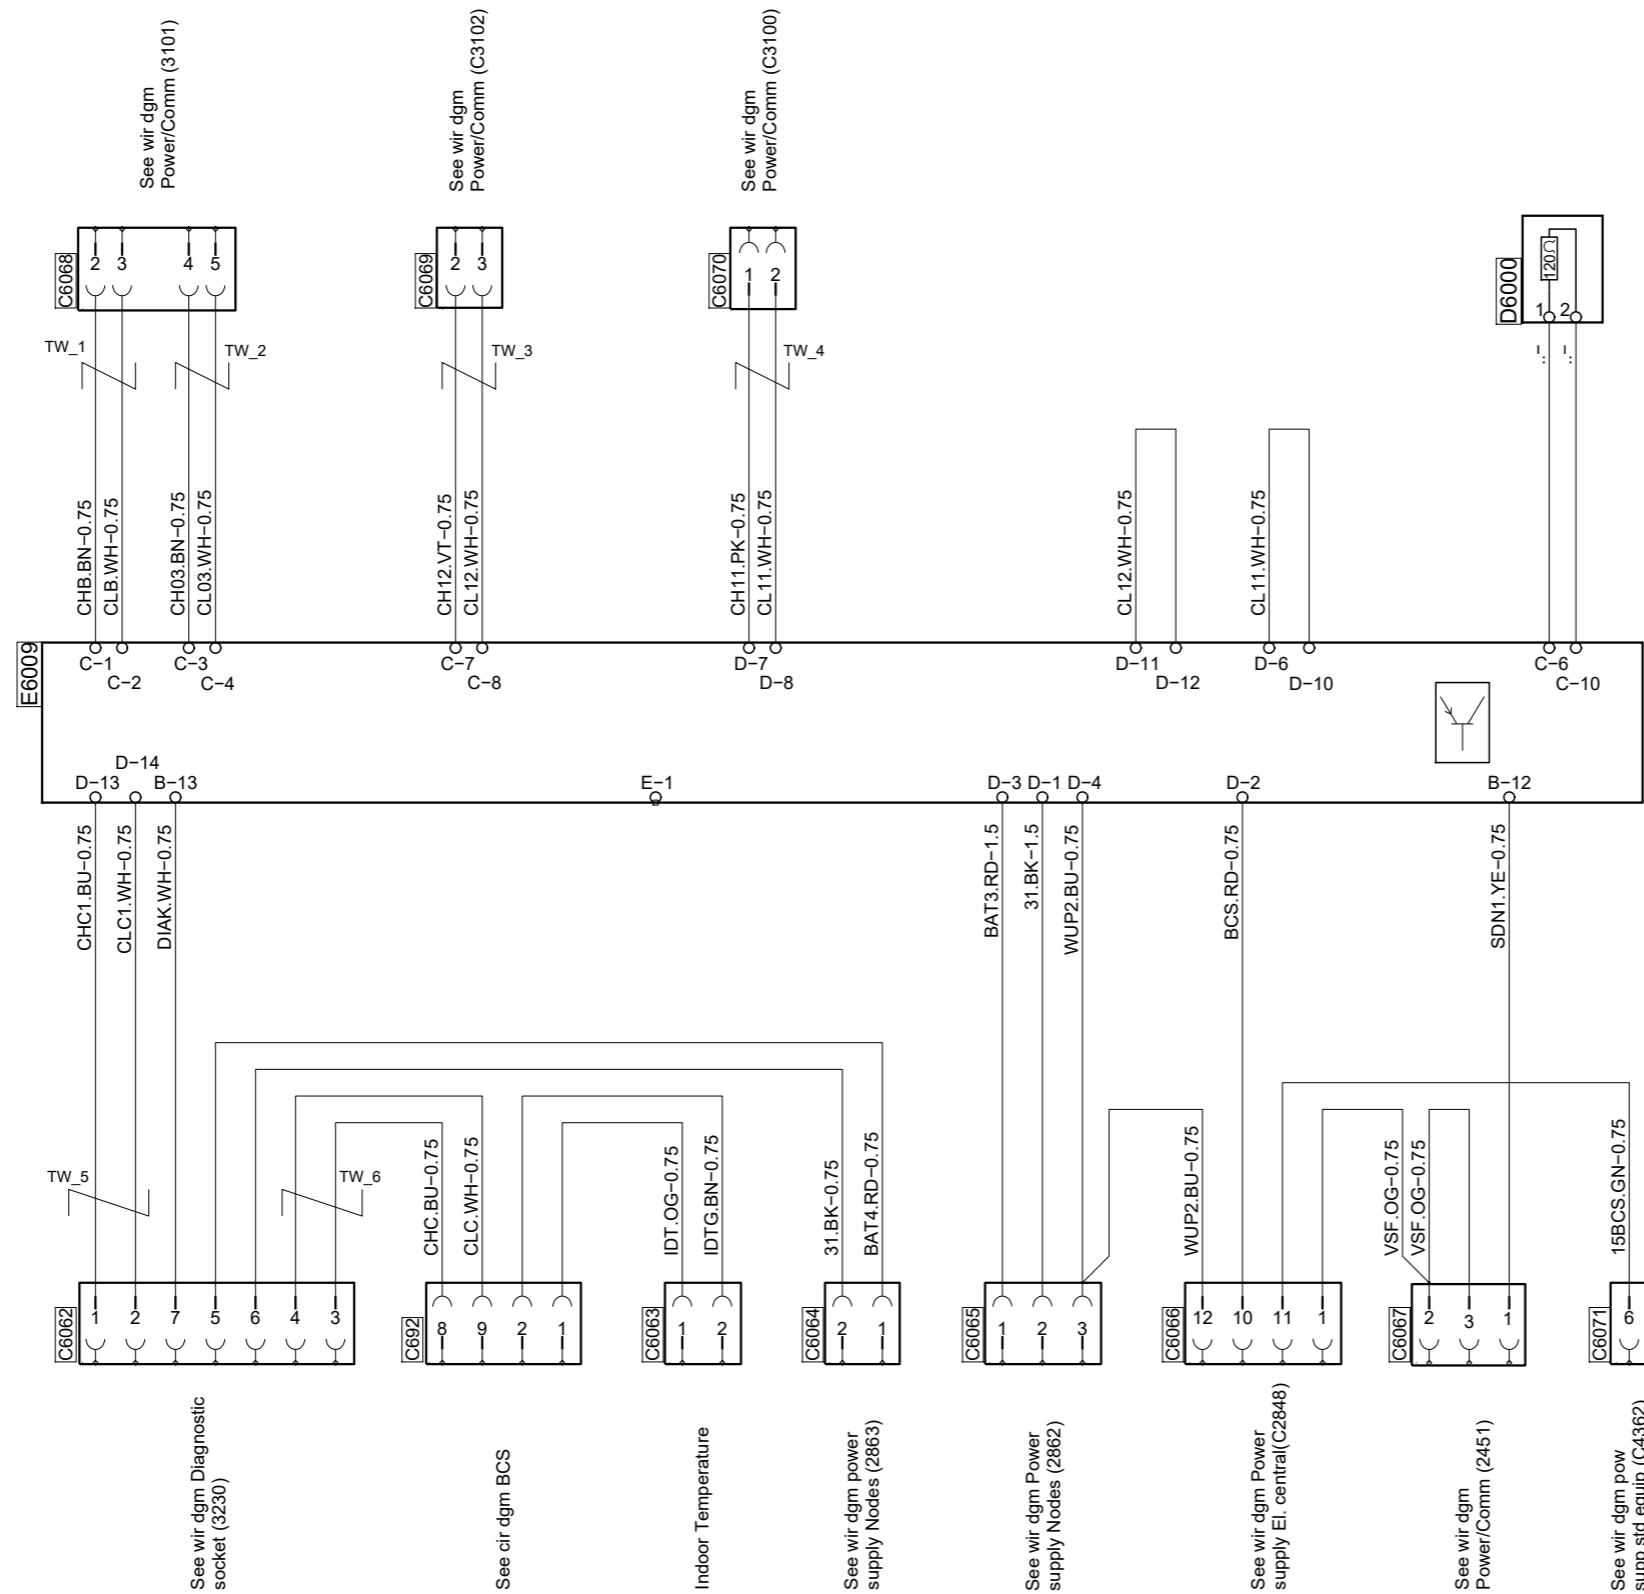 See wir dgm
Power/Comm (3101)
See wir dgm
Power/Comm (C3102)
See wir dgm
Power/Comm (C3100)
C6068
2 3 4 5
C6069
2 3
C6070
1 2
D6000
120Ω
1 2
TW_1
TW_2
TW_3
TW_4
CHB.BN-0.75
CLB.WH-0.75
CH03.BN-0.75
CL03.WH-0.75
CH12.VT-0.75
CL12.WH-0.75
CH11.PK-0.75
CL11.WH-0.75
CL12.WH-0.75
CL11.WH-0.75
E6009
C-1 C-3 C-7 D-7 D-11 D-6 C-6
C-2 C-4 C-8 D-8 D-12 D-10 C-10
D-14
D-13 B-13 E-1 D-3 D-1 D-4 D-2 B-12
CHC1.BU-0.75
CLC1.WH-0.75
DIAK.WH-0.75
BAT3.RD-1.5
31.BK-1.5
WUP2.BU-0.75
BCS.RD-0.75
SDN1.YE-0.75
TW_5
TW_6
CHC.BU-0.75
CLC.WH-0.75
IDT.OG-0.75
IDTG.BN-0.75
31.BK-0.75
BAT4.RD-0.75
WUP2.BU-0.75
VSF.OG-0.75
VSF.OG-0.75
15BCS.GN-0.75
C6062
1 2 7 5 6 4 3
C692
8 9 2 1
C6063
1 2
C6064
2 1
C6065
1 2 3
C6066
12 10 11 1
C6067
2 3 1
C6071
6
See wir dgm Diagnostic
socket (3230)
See cir dgm BCS
Indoor Temperature
See wir dgm power
supply Nodes (2863)
See wir dgm Power
supply Nodes (2862)
See wir dgm Power
supply El. central(C2848)
See wir dgm
Power/Comm (2451)
See wir dgm pow
supp std equip (C4362)